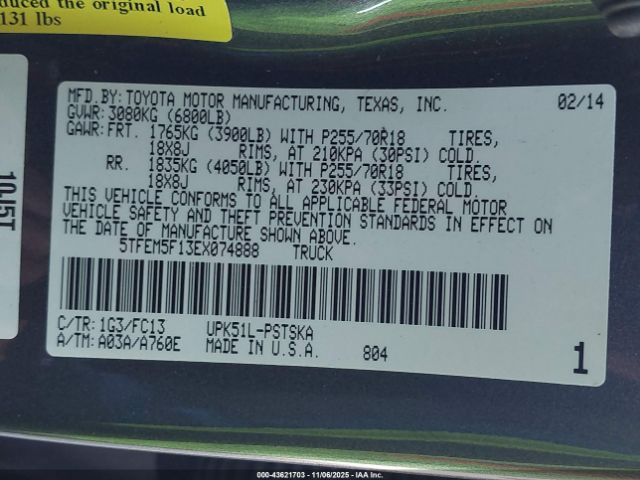 duced the original load
131 lbs
10J5T
MFD.BY:TOYOTA MOTOR MANUFACTURING, TEXAS, INC. 02/14
GVWR:3080KG (6800LB)
GAWR:FRT. 1765KG (3900LB) WITH P255/70R18 TIRES,
18X8J RIMS, AT 210KPA (30PSI) COLD.
RR. 1835KG (4050LB) WITH P255/70R18 TIRES,
18X8J RIMS, AT 230KPA (33PSI) COLD.
THIS VEHICLE CONFORMS TO ALL APPLICABLE FEDERAL MOTOR
VEHICLE SAFETY AND THEFT PREVENTION STANDARDS IN EFFECT ON
THE DATE OF MANUFACTURE SHOWN ABOVE.
5TFEM5F13EX074888 TRUCK
C/TR:1G3/FC13 UPK51L-PSTSKA
A/TM:A03A/A760E MADE IN U.S.A. 804 1
000-43621703 - 11/06/2025 - IAA Inc.